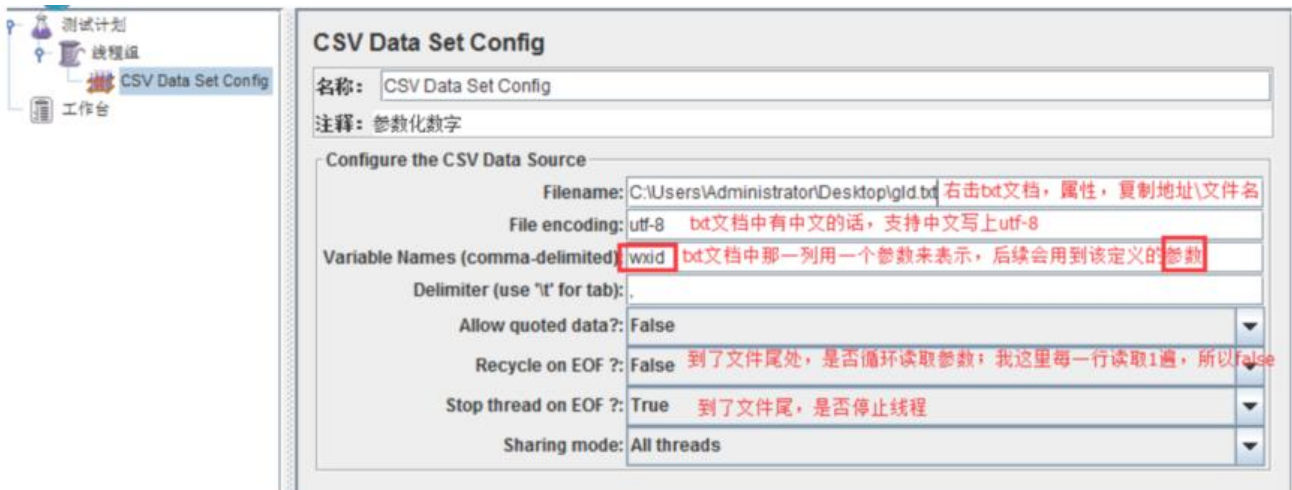 测试计划
线程组
CSV Data Set Config
工作台
CSV Data Set Config
名称： CSV Data Set Config
注释： 参数化数字
Configure the CSV Data Source
Filename: C:\Users\Administrator\Desktop\gld.txt 右击txt文档，属性，复制地址\文件名
File encoding: utf-8 txt文档中有中文的话，支持中文写上utf-8
Variable Names (comma-delimited) wxid txt文档中那一列用一个参数来表示，后续会用到该定义的参数
Delimiter (use '\t' for tab): ,
Allow quoted data?: False
Recycle on EOF ?: False 到了文件尾处，是否循环读取参数；我这里每一行读取1遍，所以false
Stop thread on EOF ?: True 到了文件尾，是否停止线程
Sharing mode: All threads